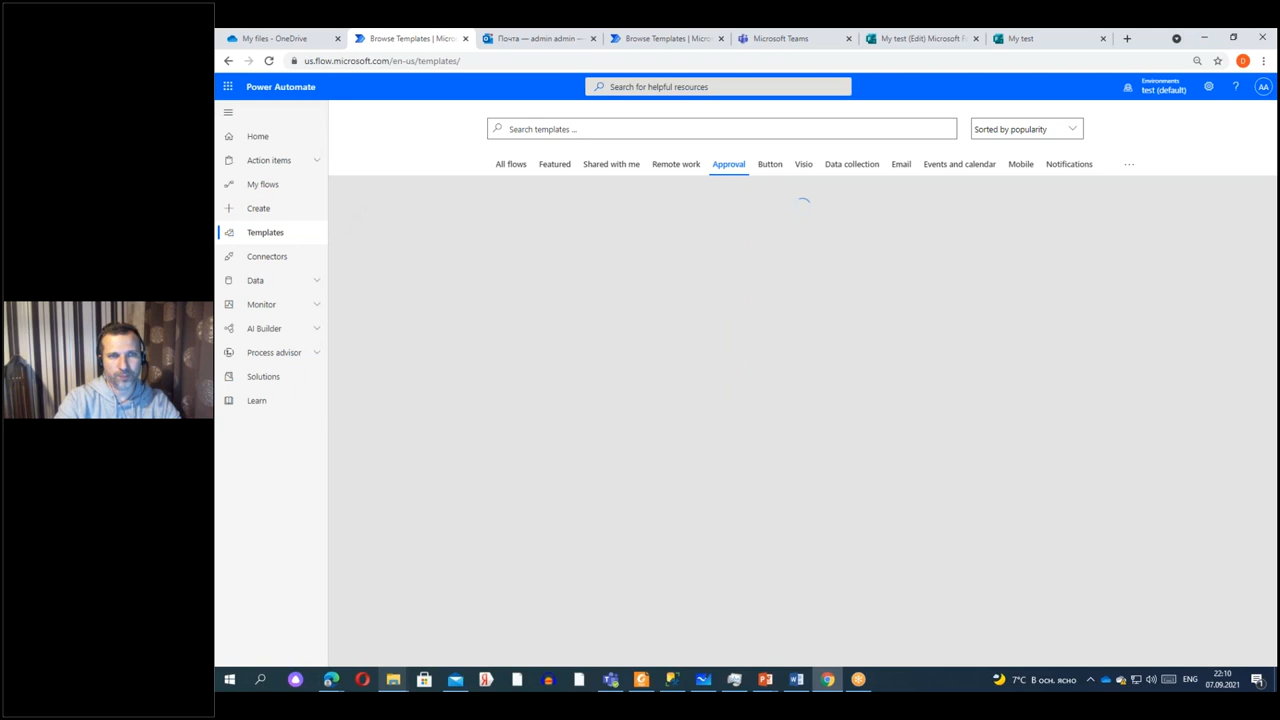 My files - OneDrive
Browse Templates | Micro
Почта — admin admin —
Browse Templates | Micro
Microsoft Teams
My test (Edit) Microsoft F
My test
us.flow.microsoft.com/en-us/templates/
Power Automate
Search for helpful resources
Environments
test (default)
AA
Search templates ...
Sorted by popularity
All flows Featured Shared with me Remote work Approval Button Visio Data collection Email Events and calendar Mobile Notifications ...
Home
Action items
My flows
Create
Templates
Connectors
Data
Monitor
AI Builder
Process advisor
Solutions
Learn
7°C В осн. ясно
ENG
22:10
07.09.2021